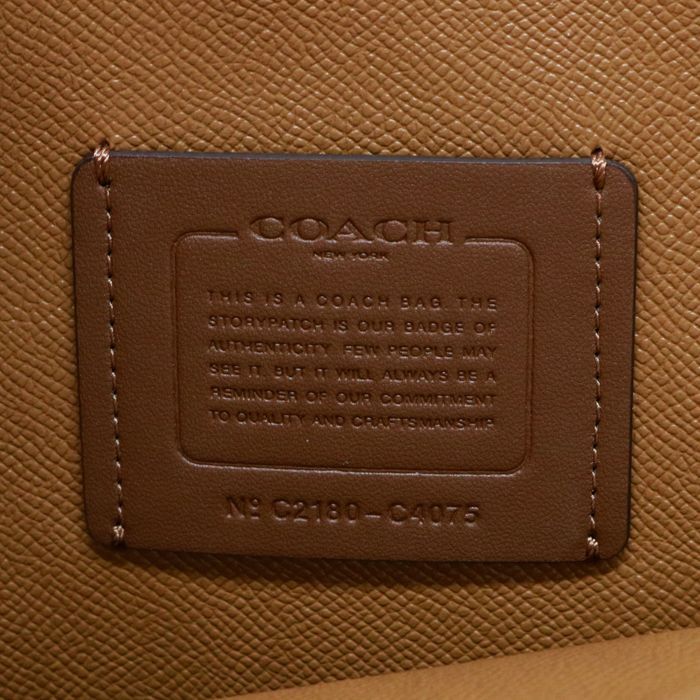 COACH
NEW YORK
THIS IS A COACH BAG. THE
STORYPATCH IS OUR BADGE OF
AUTHENTICITY. FEW PEOPLE MAY
SEE IT, BUT IT WILL ALWAYS BE A
REMINDER OF OUR COMMITMENT
TO QUALITY AND CRAFTSMANSHIP.
Nº C2180-C4075